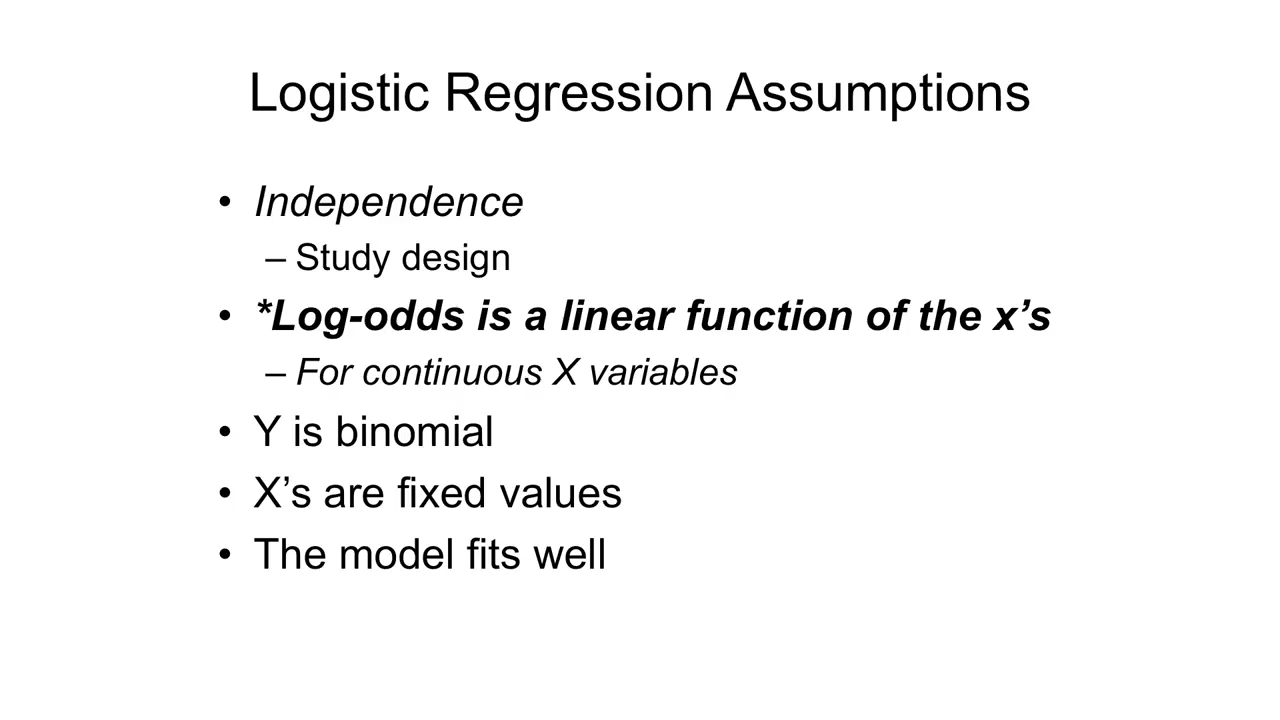 Logistic Regression Assumptions
• Independence
– Study design
• *Log-odds is a linear function of the x’s
– For continuous X variables
• Y is binomial
• X’s are fixed values
• The model fits well